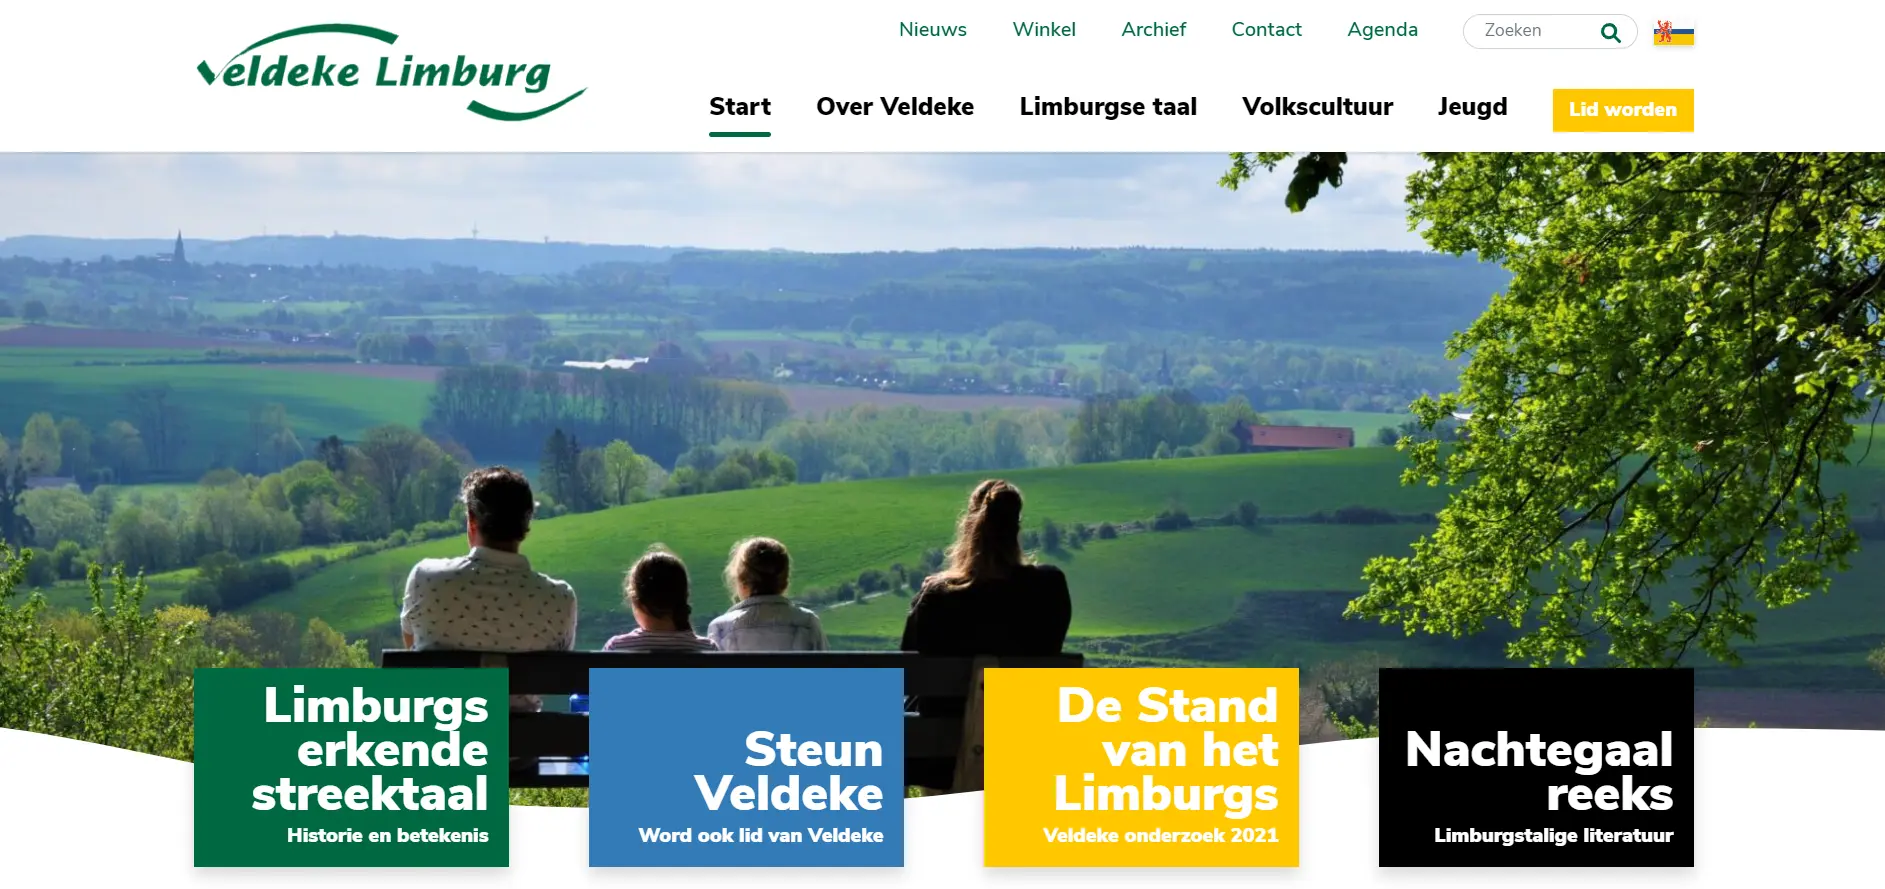 Nieuws Winkel Archief Contact Agenda Zoeken
Veldeke Limburg
Start Over Veldeke Limburgse taal Volkscultuur Jeugd Lid worden
Limburgs
erkende
streektaal
Historie en betekenis
Steun
Veldeke
Word ook lid van Veldeke
De Stand
van het
Limburgs
Veldeke onderzoek 2021
Nachtegaal
reeks
Limburgstalige literatuur